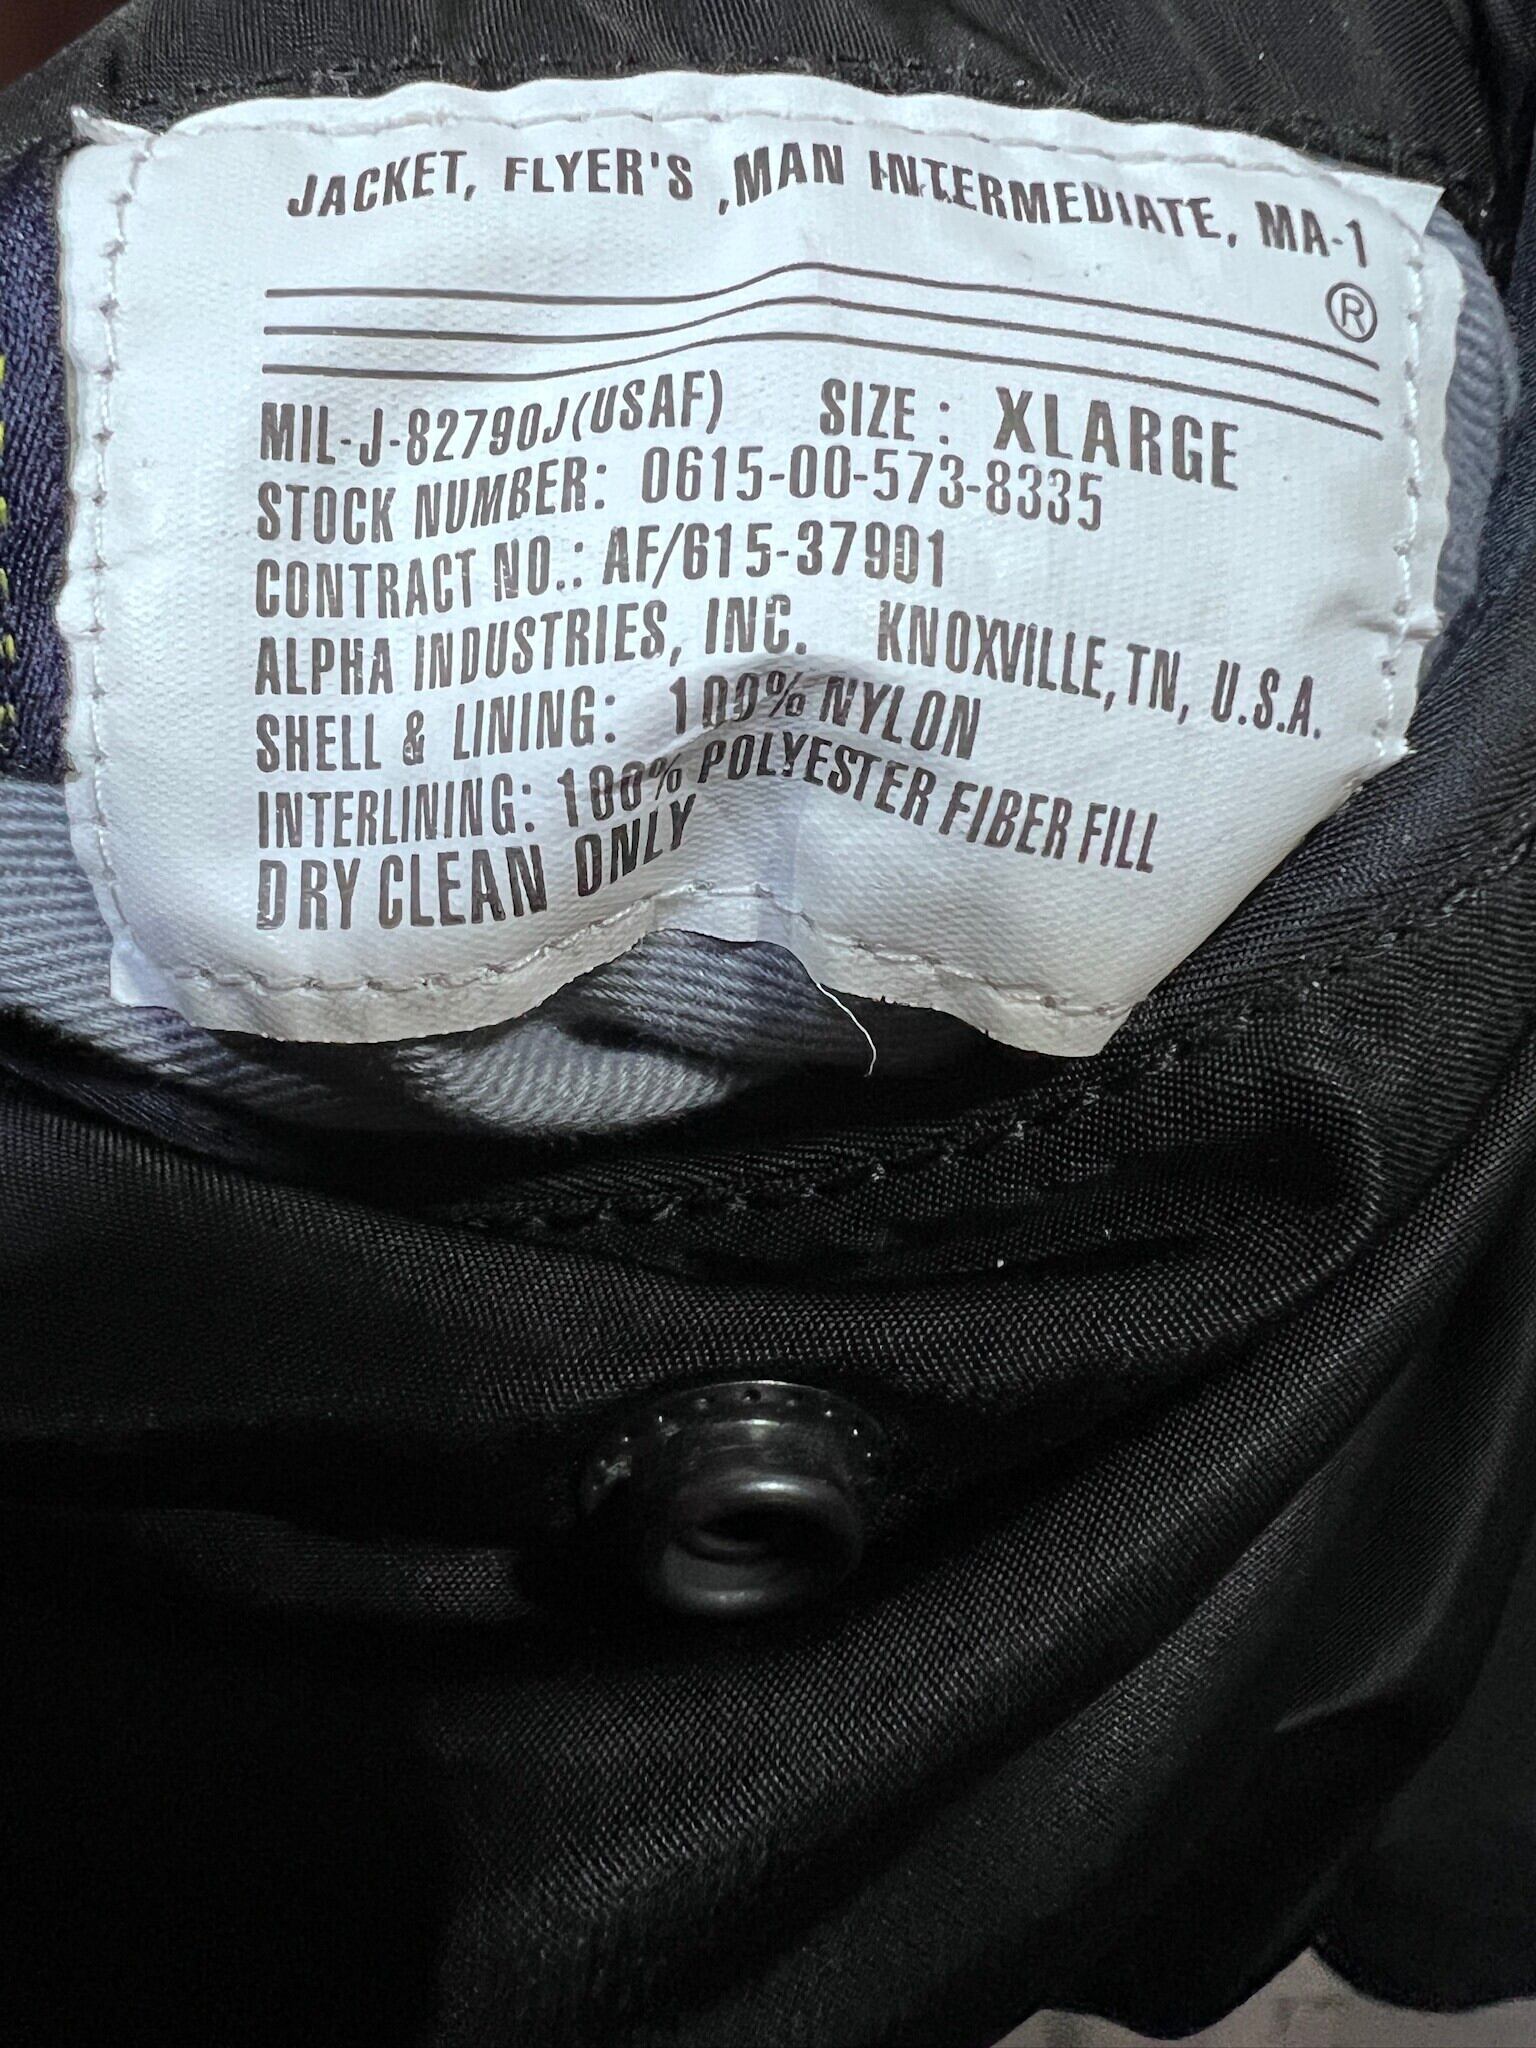 JACKET, FLYER'S ,MAN INTERMEDIATE, MA-1
®
MIL-J-82790J(USAF) SIZE : XLARGE
STOCK NUMBER: 0615-00-573-8335
CONTRACT NO.: AF/615-37901
ALPHA INDUSTRIES, INC. KNOXVILLE,TN, U.S.A.
SHELL & LINING: 100% NYLON
INTERLINING: 100% POLYESTER FIBER FILL
DRY CLEAN ONLY